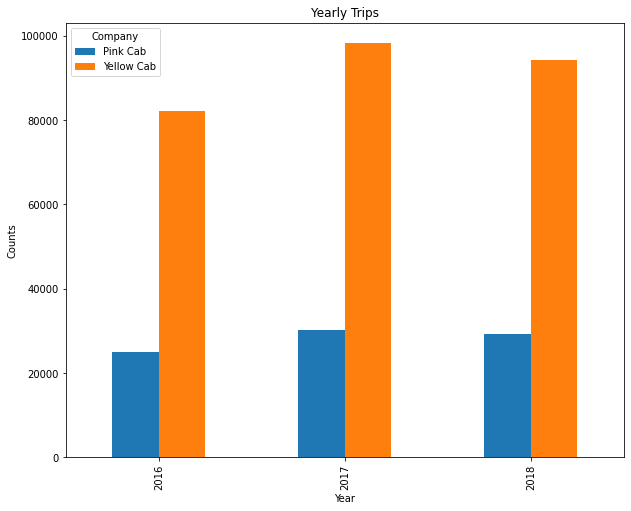 Yearly Trips
Company
Pink Cab
Yellow Cab
100000
80000
60000
40000
20000
0
Counts
2016
2017
2018
Year